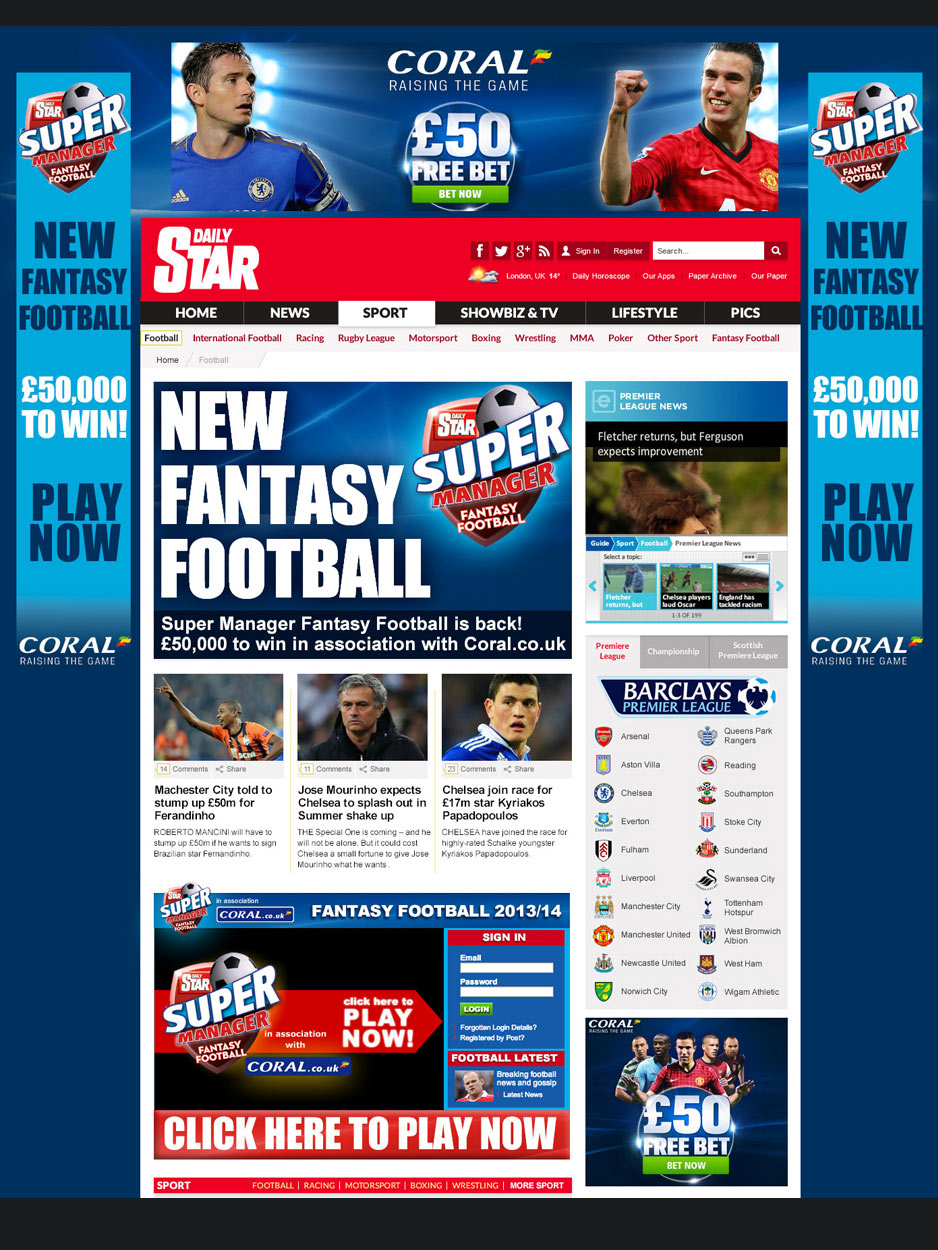 CORAL
RAISING THE GAME
£50
FREE BET
BET NOW
adidas
DAILY
STAR
SUPER
MANAGER
FANTASY
FOOTBALL
NEW
FANTASY
FOOTBALL
£50,000
TO WIN!
PLAY
NOW
CORAL
RAISING THE GAME
DAILY
STAR
SUPER
MANAGER
FANTASY
FOOTBALL
NEW
FANTASY
FOOTBALL
£50,000
TO WIN!
PLAY
NOW
CORAL
RAISING THE GAME
DAILY
STAR
Sign In Register Search...
London, UK 14° Daily Horoscope Our Apps Paper Archive Our Paper
HOME NEWS SPORT SHOWBIZ & TV LIFESTYLE PICS
Football International Football Racing Rugby League Motorsport Boxing Wrestling MMA Poker Other Sport Fantasy Football
Home Football
NEW
FANTASY
FOOTBALL
DAILY
STAR
SUPER
MANAGER
FANTASY
FOOTBALL
Super Manager Fantasy Football is back!
£50,000 to win in association with Coral.co.uk
14 Comments Share
Machester City told to
stump up £50m for
Ferandinho
ROBERTO MANCINI will have to
stump up £50m if he wants to sign
Brazilian star Fernandinho.
11 Comments Share
Jose Mourinho expects
Chelsea to splash out in
Summer shake up
THE Special One is coming – and he
will not be alone. But it could cost
Chelsea a small fortune to give Jose
Mourinho what he wants .
23 Comments Share
Chelsea join race for
£17m star Kyriakos
Papadopoulos
CHELSEA have joined the race for
highly-rated Schalke youngster
Kyriakos Papadopoulos.
STAR
SUPER
MANAGER
FANTASY
FOOTBALL
in association
CORAL.co.uk
FANTASY FOOTBALL 2013/14
DAILY
STAR
SUPER
MANAGER
FANTASY
FOOTBALL
in association
with
CORAL.co.uk
click here to
PLAY
NOW!
SIGN IN
Email
Password
LOGIN
Forgotten Login Details?
Registered by Post?
FOOTBALL LATEST
Breaking football
news and gossip
Latest News
CLICK HERE TO PLAY NOW
SPORT FOOTBALL | RACING | MOTORSPORT | BOXING | WRESTLING | MORE SPORT
e PREMIER
LEAGUE NEWS
Fletcher returns, but Ferguson
expects improvement
Guide Sport Football Premier League News
Select a topic:
Fletcher
returns, but
Chelsea players
laud Oscar
England has
tackled racism
1-3 OF 199
Premiere
League
Championship
Scottish
Premiere League
BARCLAYS
PREMIER LEAGUE
Arsenal
Queens Park
Rangers
Aston Villa
Reading
Chelsea
Southampton
Everton
Stoke City
Fulham
Sunderland
Liverpool
Swansea City
Manchester City
Tottenham
Hotspur
Manchester United
West Bromwich
Albion
Newcastle United
West Ham
Norwich City
Wigam Athletic
CORAL
RAISING THE GAME
£50
FREE BET
BET NOW